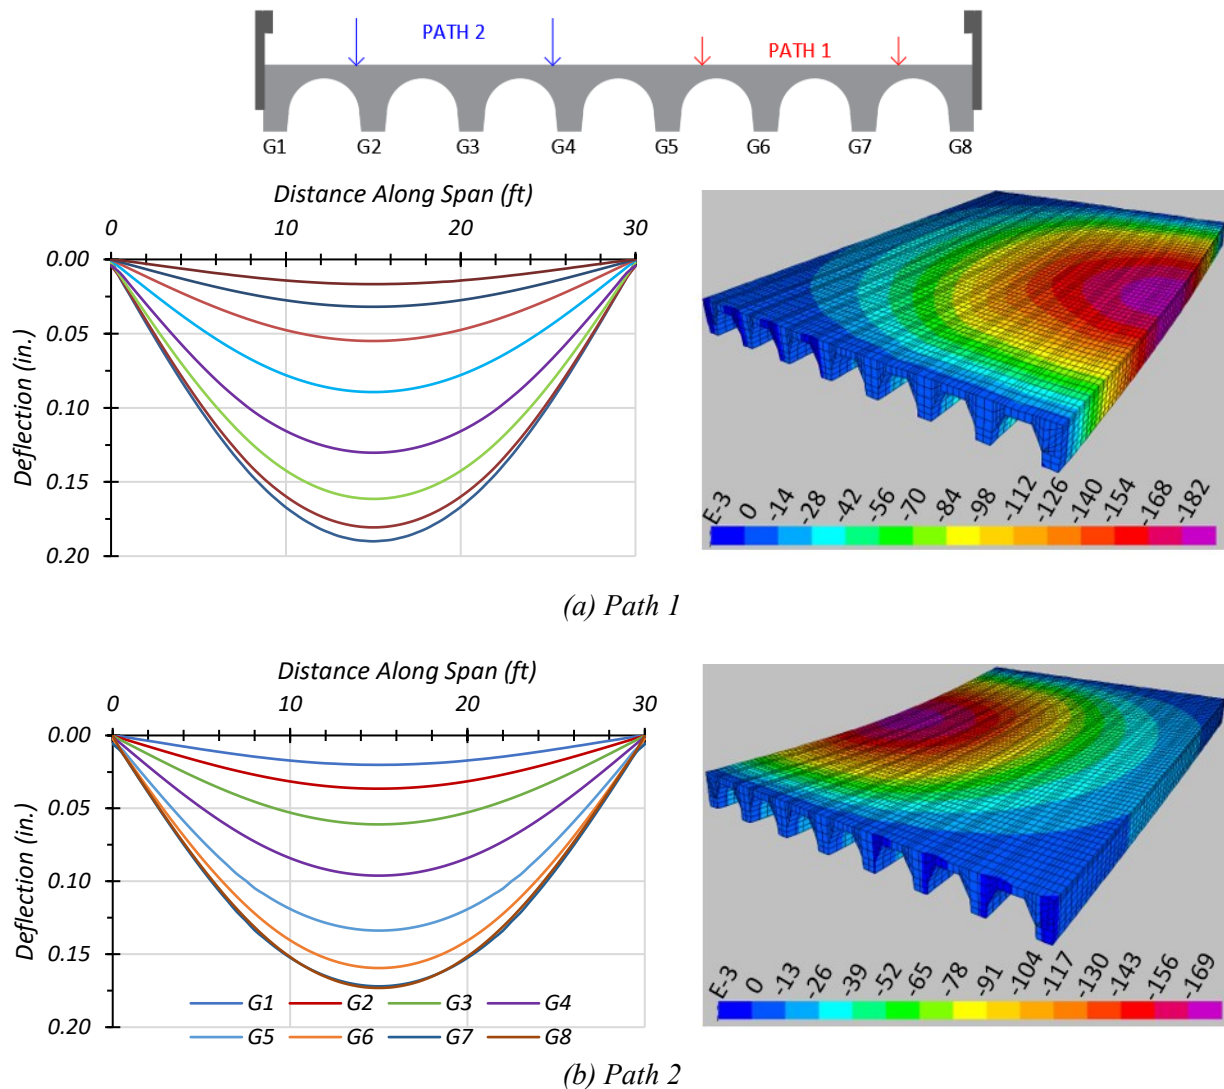 PATH 2
PATH 1
G1 G2 G3 G4 G5 G6 G7 G8
Distance Along Span (ft)
0 10 20 30
0.00
0.05
0.10
0.15
0.20
Deflection (in.)
E-3 0 -14 -28 -42 -56 -70 -84 -98 -112 -126 -140 -154 -168 -182
(a) Path 1
Distance Along Span (ft)
0 10 20 30
0.00
0.05
0.10
0.15
0.20
Deflection (in.)
G1 G2 G3 G4
G5 G6 G7 G8
E-3 0 -13 -26 -39 -52 -65 -78 -91 -104 -117 -130 -143 -156 -169
(b) Path 2